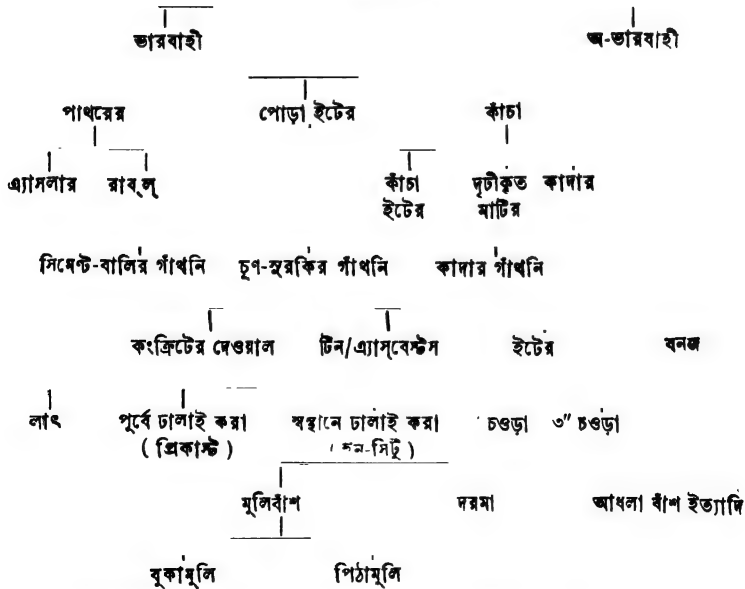 ভারবাহী অ-ভারবাহী
পাথরের পোড়া ইটের কাঁচা
এ্যাসলার রাব্‌ল্ কাঁচা দৃঢ়ীকৃত কাদার
ইটের মাটির
সিমেণ্ট-বালির গাঁথনি চূণ-সুরকির গাঁথনি কাদার গাঁথনি
কংক্রিটের দেওয়াল টিন/এ্যাস্‌বেস্টস ইটের বনজ
লাৎ পূর্বে ঢালাই করা স্বস্থানে ঢালাই করা চওড়া ৩" চওড়া
( প্রিকাস্ট )
মুলিবাঁশ দরমা আধলা বাঁশ ইত্যাদি
বুকামুলি পিঠামুলি